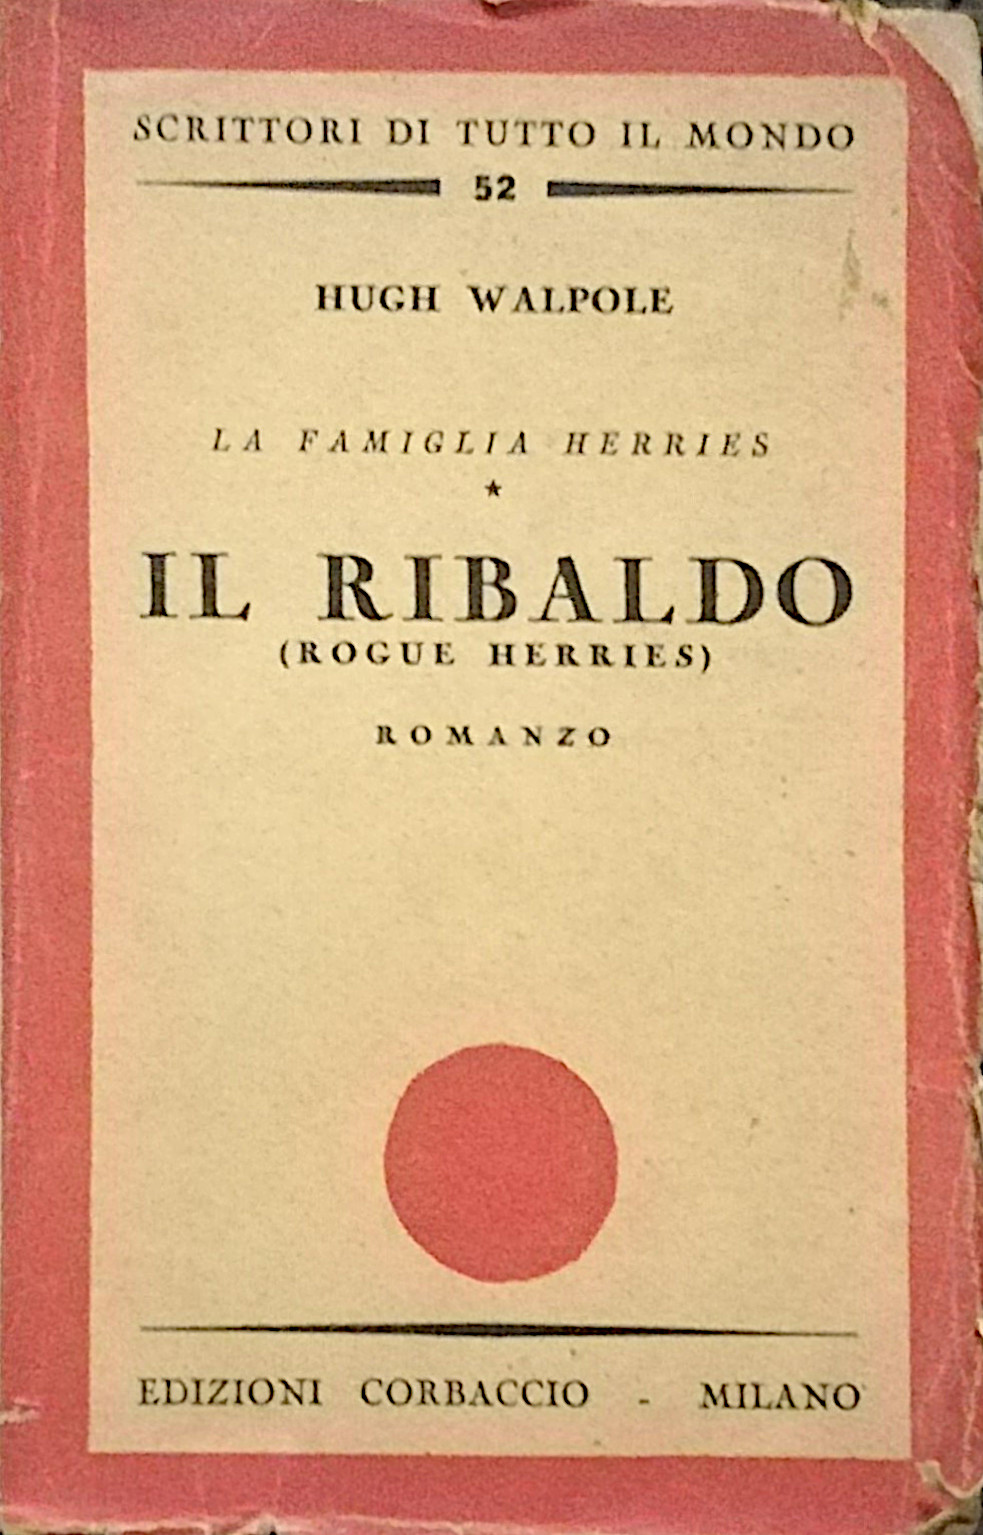 SCRITTORI DI TUTTO IL MONDO
52
HUGH WALPOLE
LA FAMIGLIA HERRIES
★
IL RIBALDO
(ROGUE HERRIES)
ROMANZO
EDIZIONI CORBACCIO - MILANO